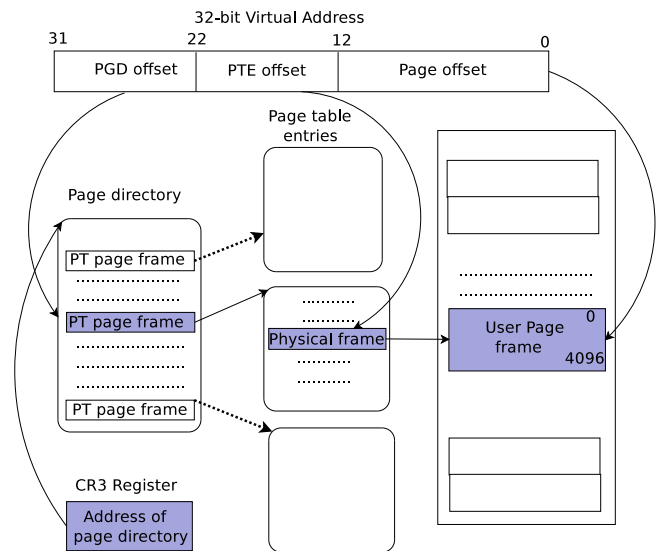 32-bit Virtual Address
31 22 12 0
PGD offset PTE offset Page offset
Page table
entries
Page directory
PT page frame
PT page frame
PT page frame
Physical frame
0
User Page
frame
4096
CR3 Register
Address of
page directory